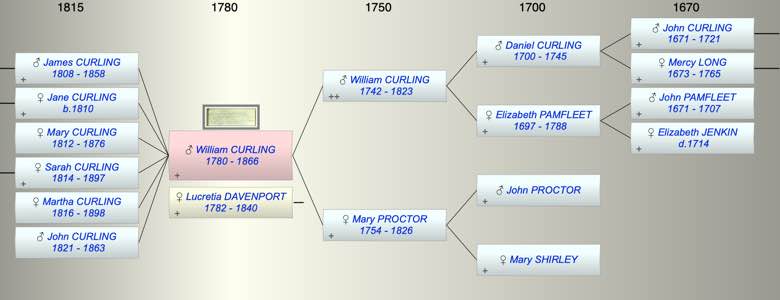 1815
1780
1750
1700
1670
♂ James CURLING
1808 - 1858
+
♀ Jane CURLING
b.1810
+
♀ Mary CURLING
1812 - 1876
♀ Sarah CURLING
1814 - 1897
+
♀ Martha CURLING
1816 - 1898
♂ John CURLING
1821 - 1863
♂ William CURLING
1780 - 1866
+
♀ Lucretia DAVENPORT
1782 - 1840
+
♂ William CURLING
1742 - 1823
++
♀ Mary PROCTOR
1754 - 1826
+
♂ Daniel CURLING
1700 - 1745
+
♀ Elizabeth PAMFLEET
1697 - 1788
+
♂ John PROCTOR
+
♀ Mary SHIRLEY
+
♂ John CURLING
1671 - 1721
+
♀ Mercy LONG
1673 - 1765
+
♂ John PAMFLEET
1671 - 1707
+
♀ Elizabeth JENKIN
d.1714
+